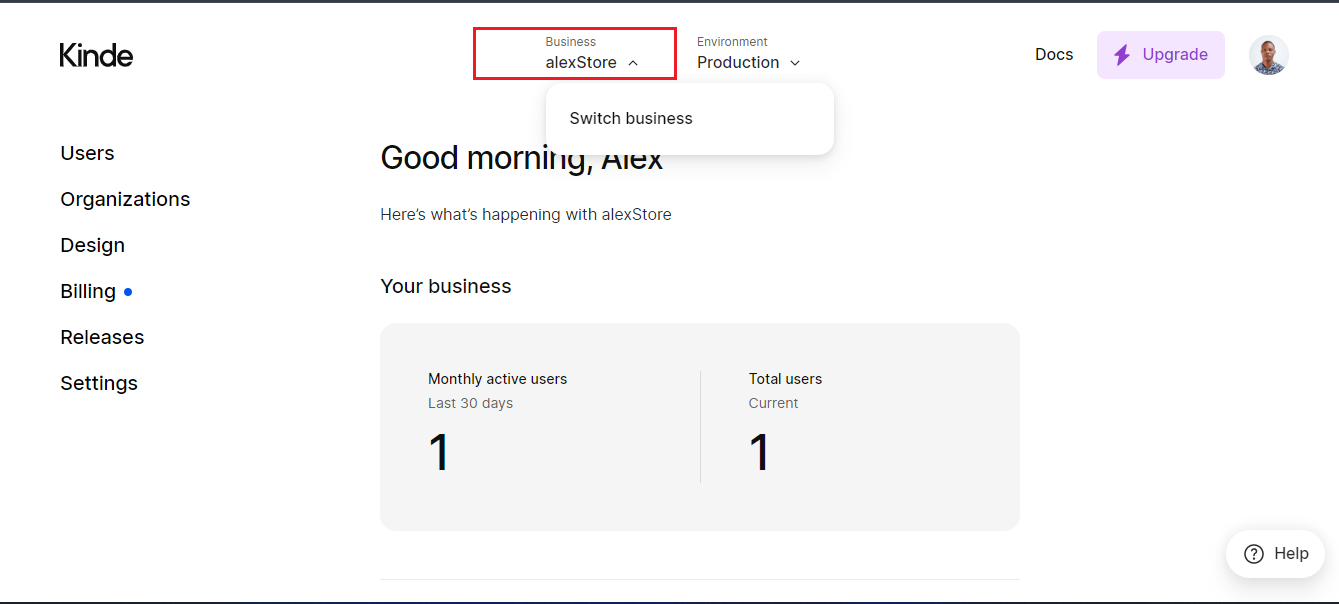 Kinde
Business
alexStore
Environment
Production
Docs
Upgrade
Switch business
Users
Organizations
Design
Billing
Releases
Settings
Good morning, Alex
Here’s what’s happening with alexStore
Your business
Monthly active users
Last 30 days
1
Total users
Current
1
Help